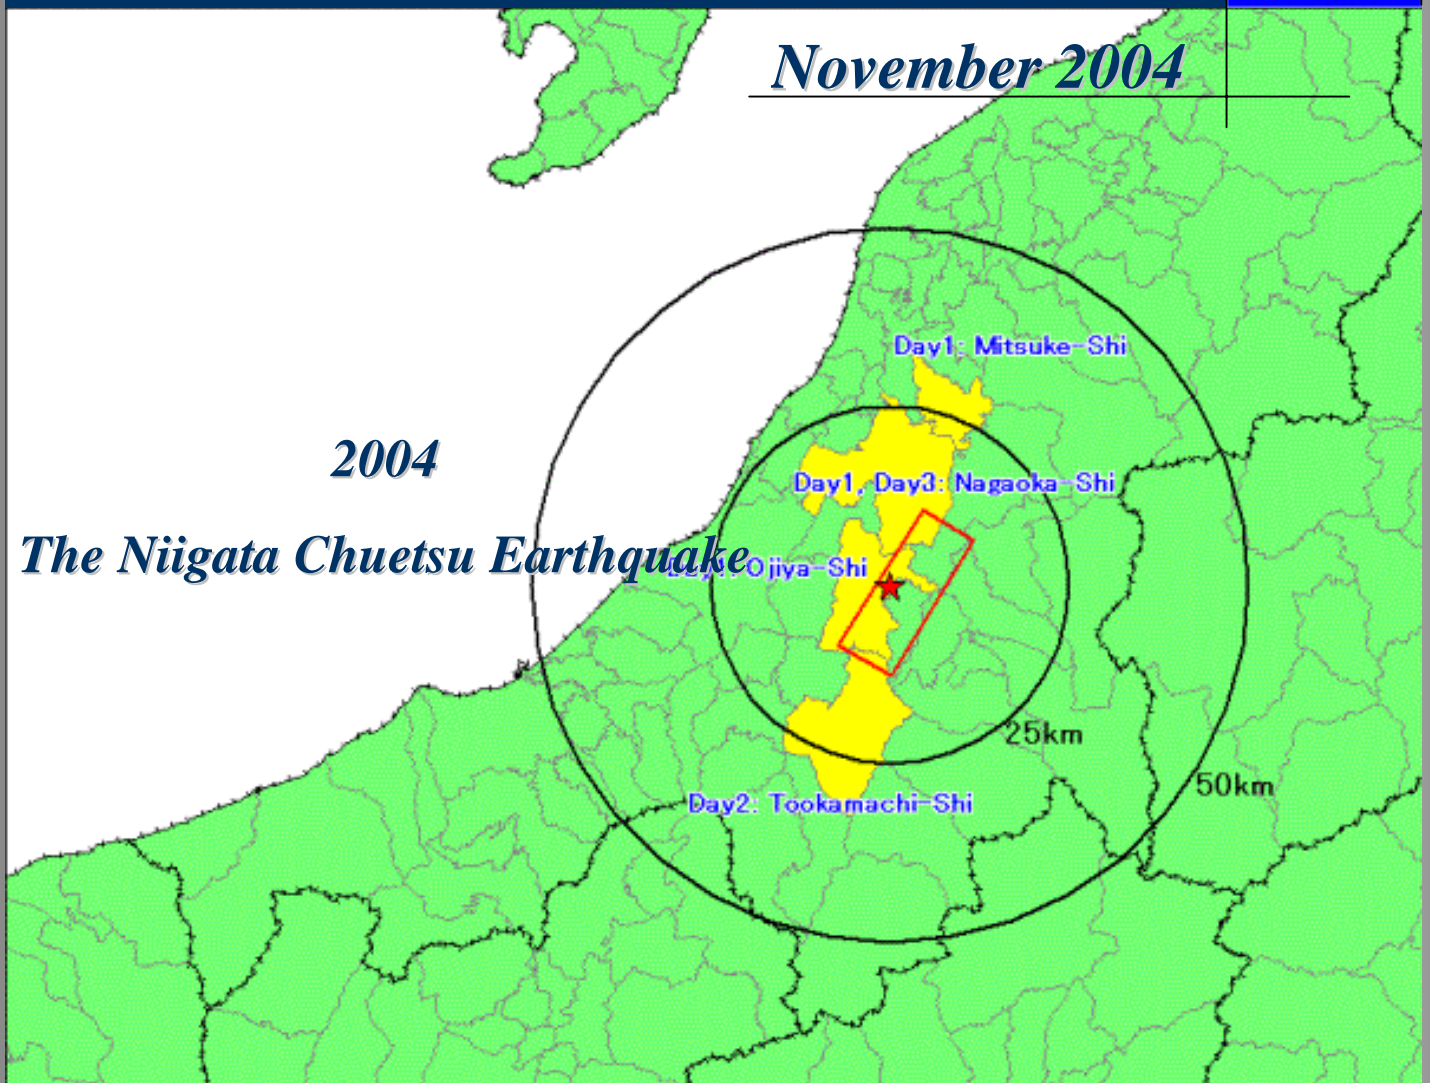 November 2004
Day1: Mitsuke-Shi
2004
Day1, Day3: Nagaoka-Shi
The Niigata Chuetsu Earthquake
Ojiya-Shi
25km
50km
Day2: Tookamachi-Shi